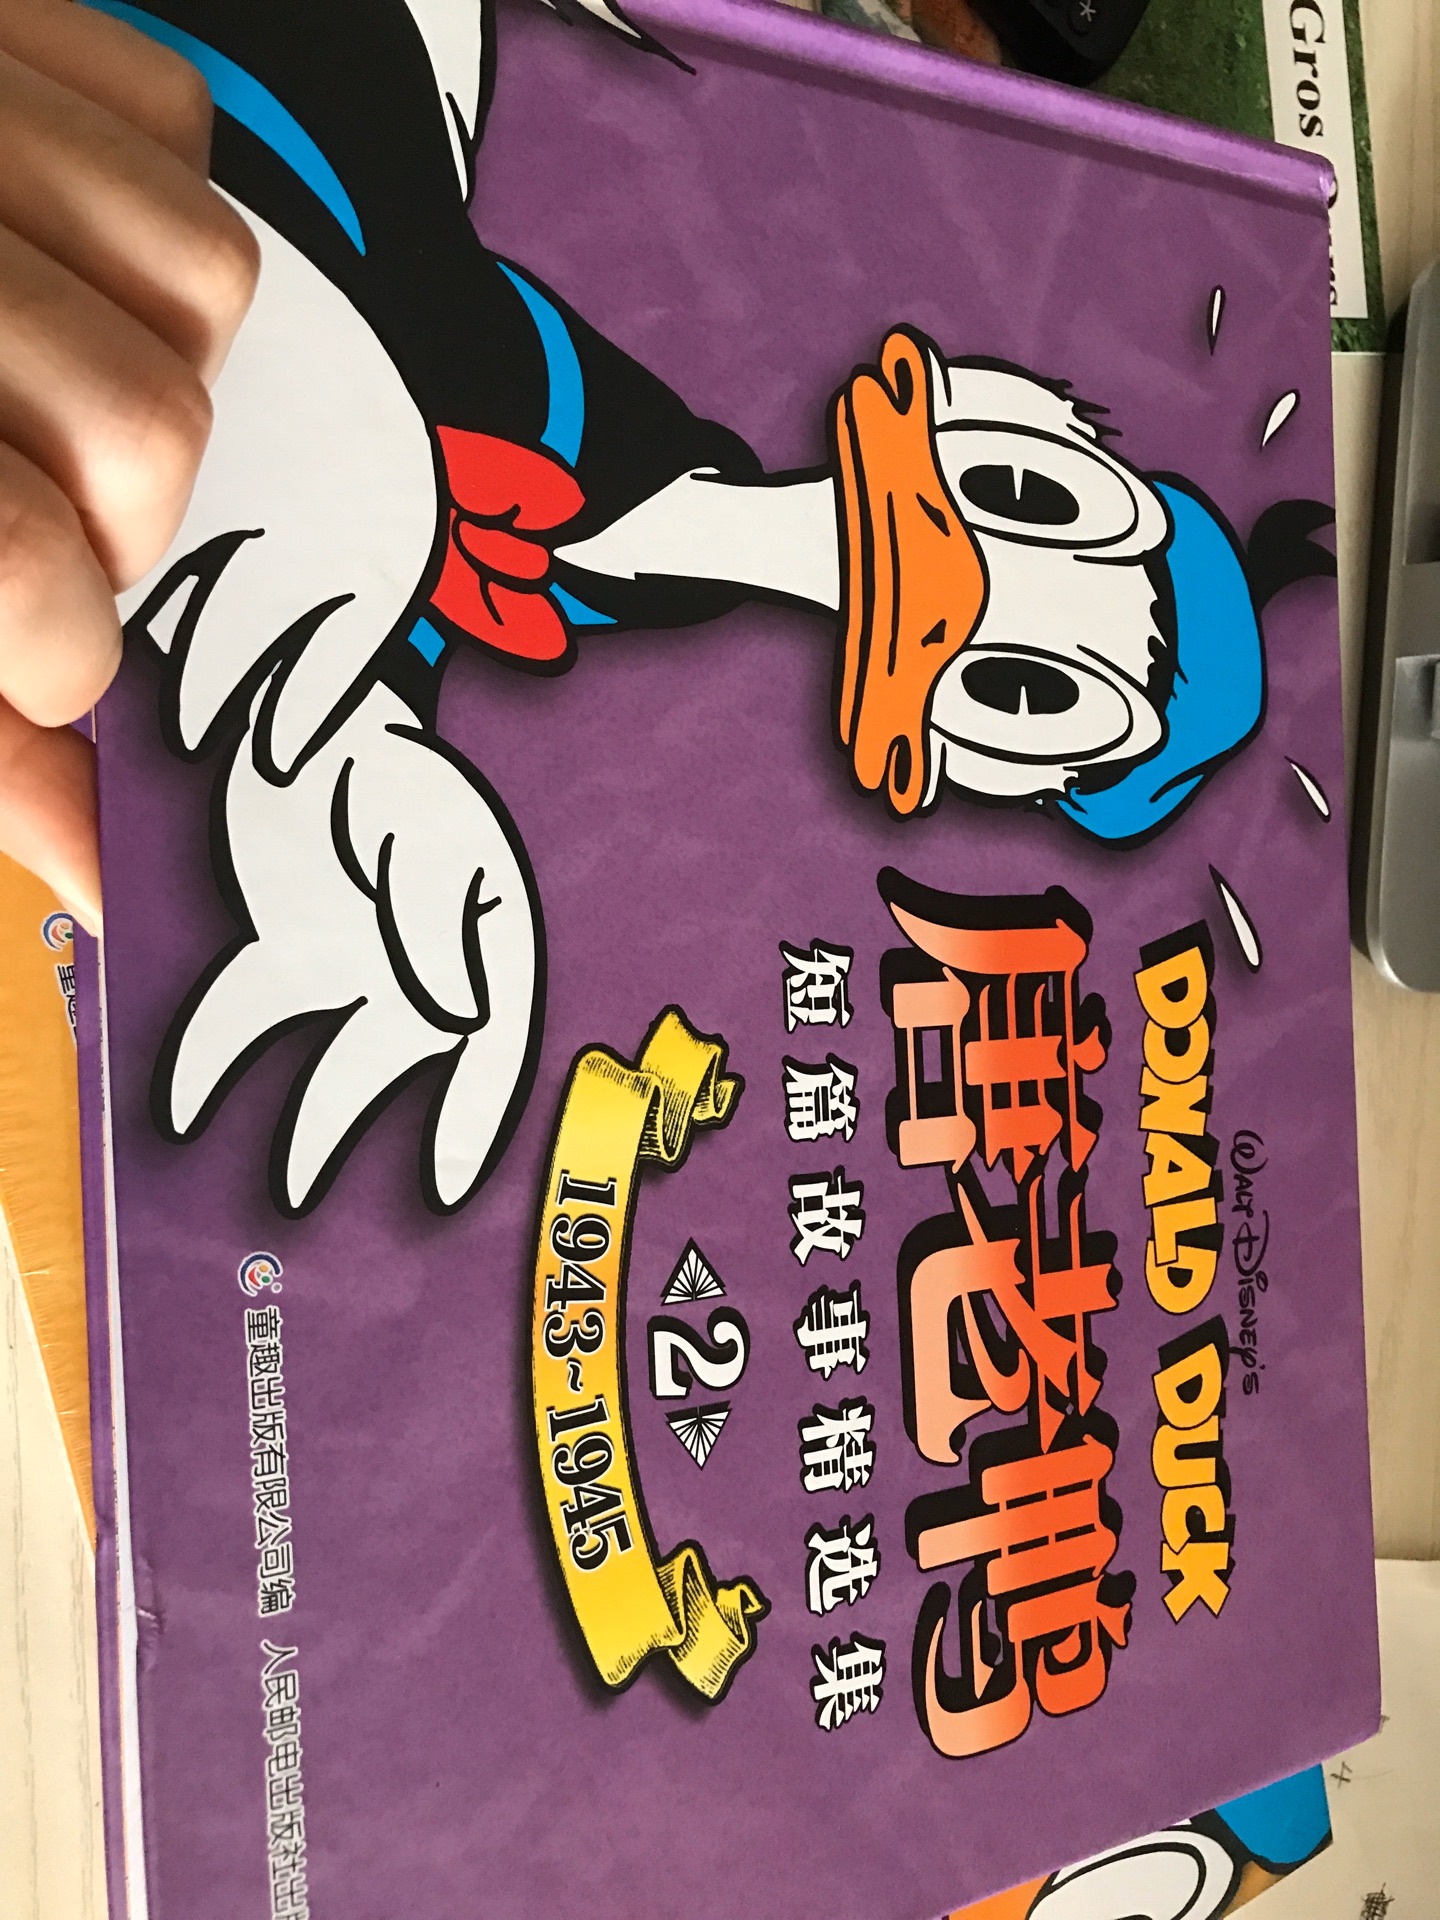 WALT DISNEY'S
DONALD DUCK
唐老鸭
短篇故事精选集
2
1943~1945
童趣出版有限公司编 人民邮电出版社出
Gros
4